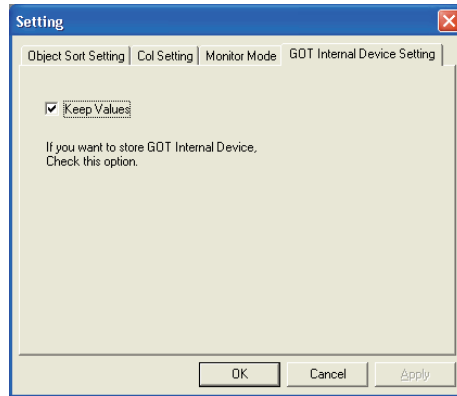 Setting
Object Sort Setting Col Setting Monitor Mode GOT Internal Device Setting
Keep Values
If you want to store GOT Internal Device,
Check this option.
OK Cancel Apply